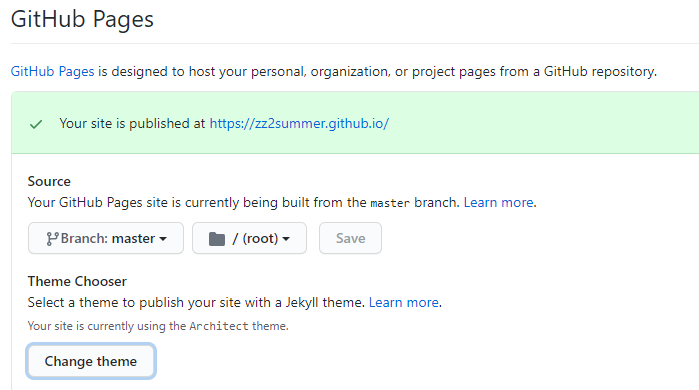 GitHub Pages
GitHub Pages is designed to host your personal, organization, or project pages from a GitHub repository.
Your site is published at https://zz2summer.github.io/
Source
Your GitHub Pages site is currently being built from the master branch. Learn more.
Branch: master / (root) Save
Theme Chooser
Select a theme to publish your site with a Jekyll theme. Learn more.
Your site is currently using the Architect theme.
Change theme